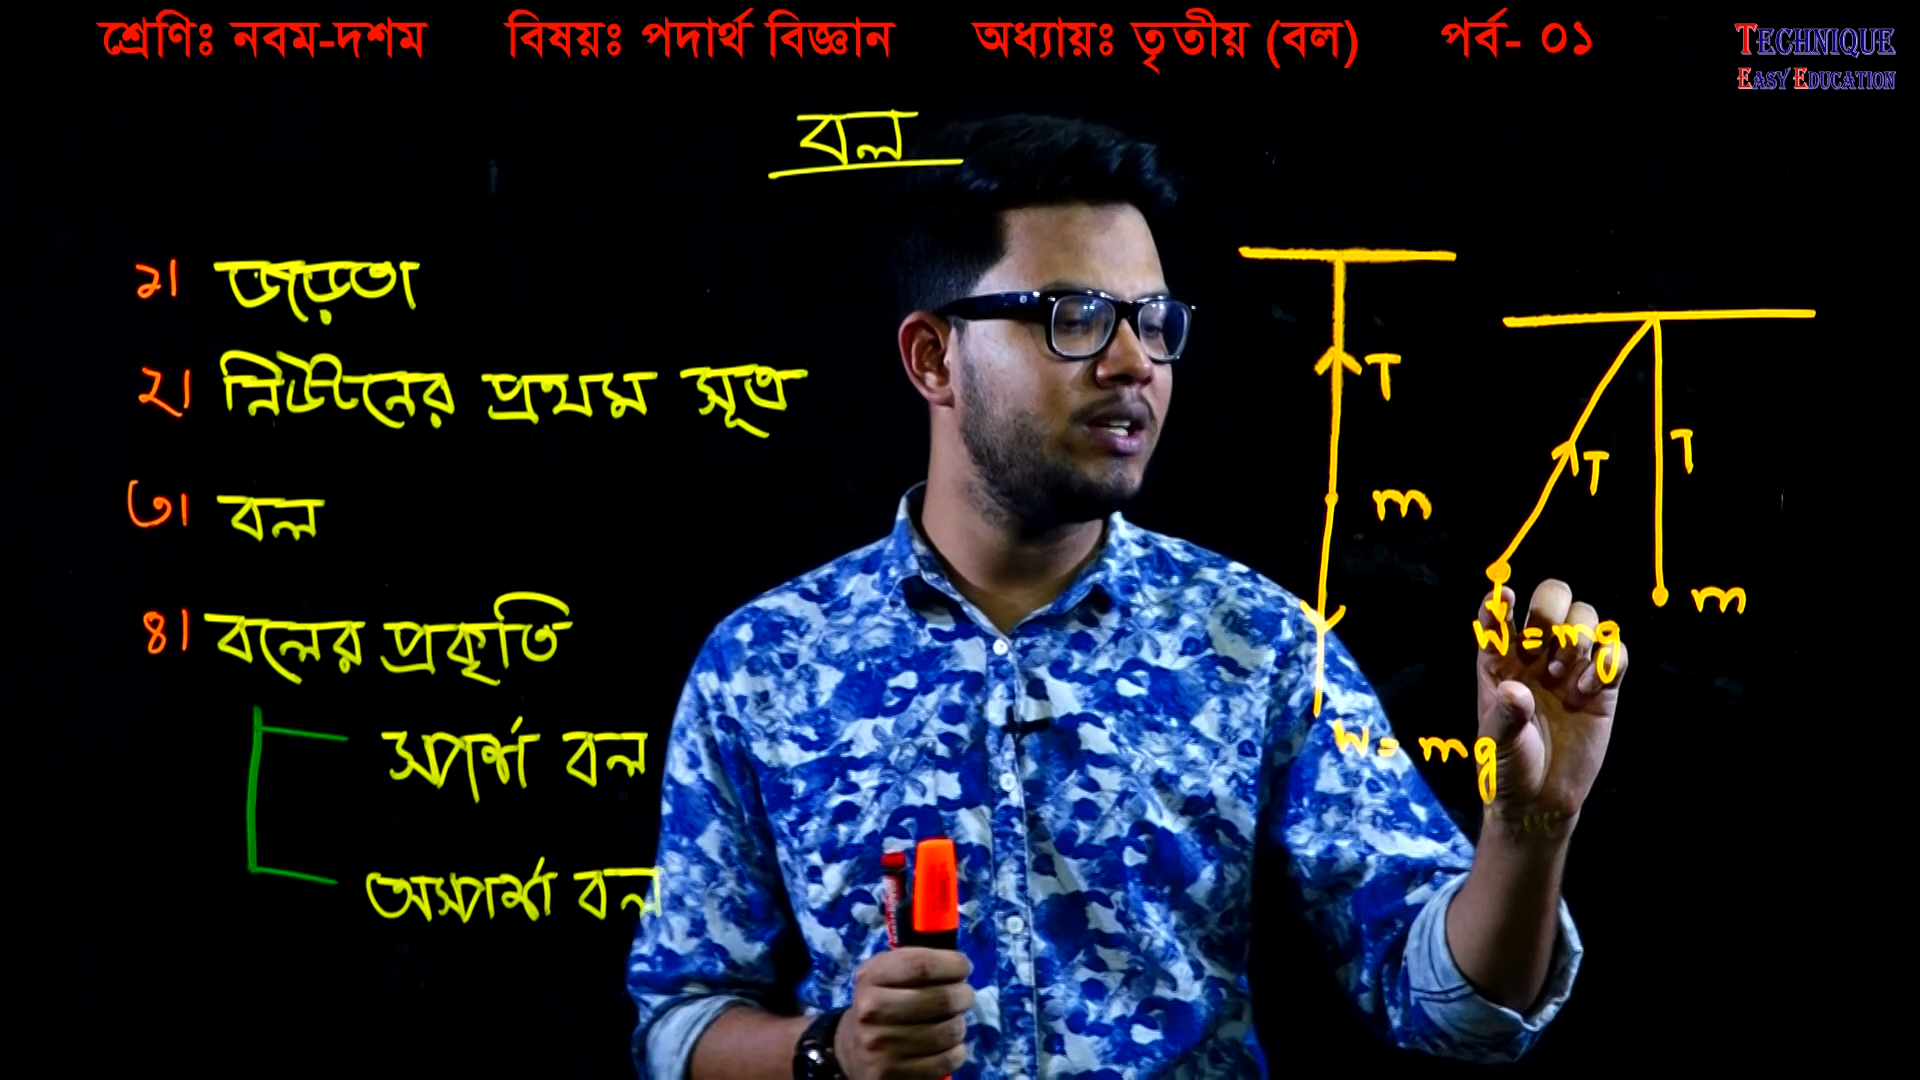 শ্রেণিঃ নবম-দশম বিষয়ঃ পদার্থ বিজ্ঞান অধ্যায়ঃ তৃতীয় (বল) পর্ব- ০১
TECHNIQUE
EASY EDUCATION
বল
১। জড়তা
২। নিউটনের প্রথম সূত্র
৩। বল
৪। বলের প্রকৃতি
স্পর্শ বল
অস্পর্শ বল
T
m
W = mg
T
T
m
W = mg